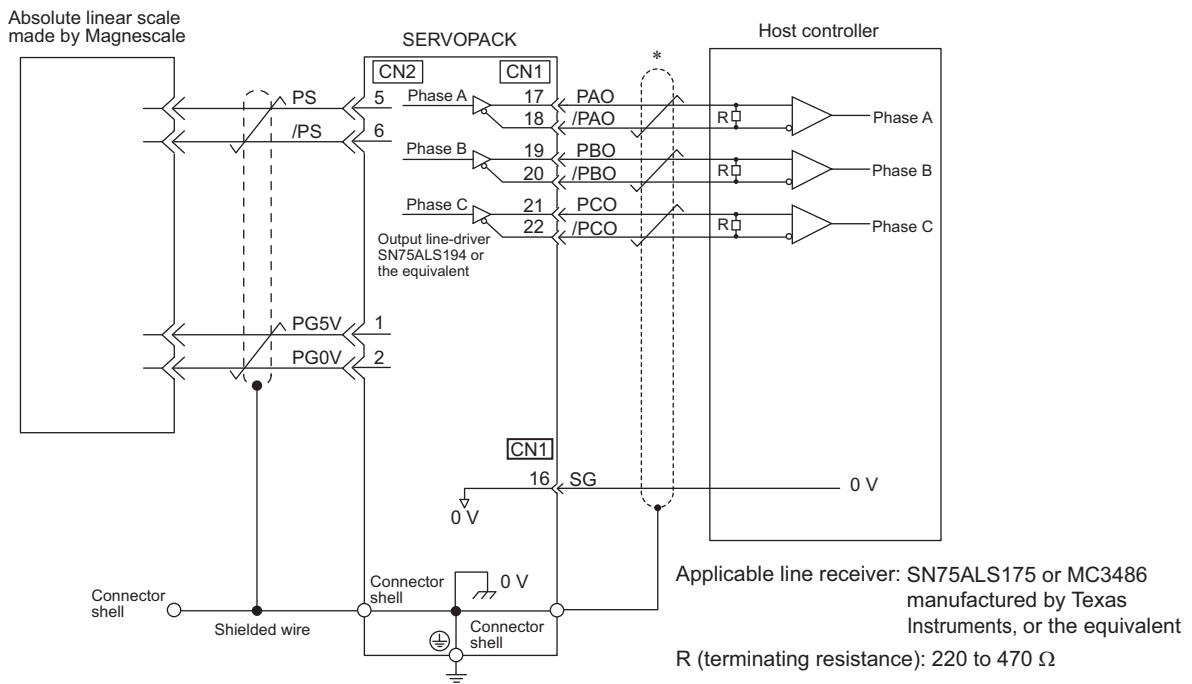 Absolute linear scale
made by Magnescale
SERVOPACK
Host controller
CN2
CN1
*
PS
5
Phase A
17
PAO
R
Phase A
18
/PAO
/PS
6
Phase B
19
PBO
R
Phase B
20
/PBO
Phase C
21
PCO
R
Phase C
22
/PCO
Output line-driver
SN75ALS194 or
the equivalent
PG5V
1
PG0V
2
CN1
16
SG
0 V
0 V
Connector
shell
Shielded wire
Connector
shell
0 V
Connector
shell
Applicable line receiver: SN75ALS175 or MC3486
manufactured by Texas
Instruments, or the equivalent
R (terminating resistance): 220 to 470 Ω